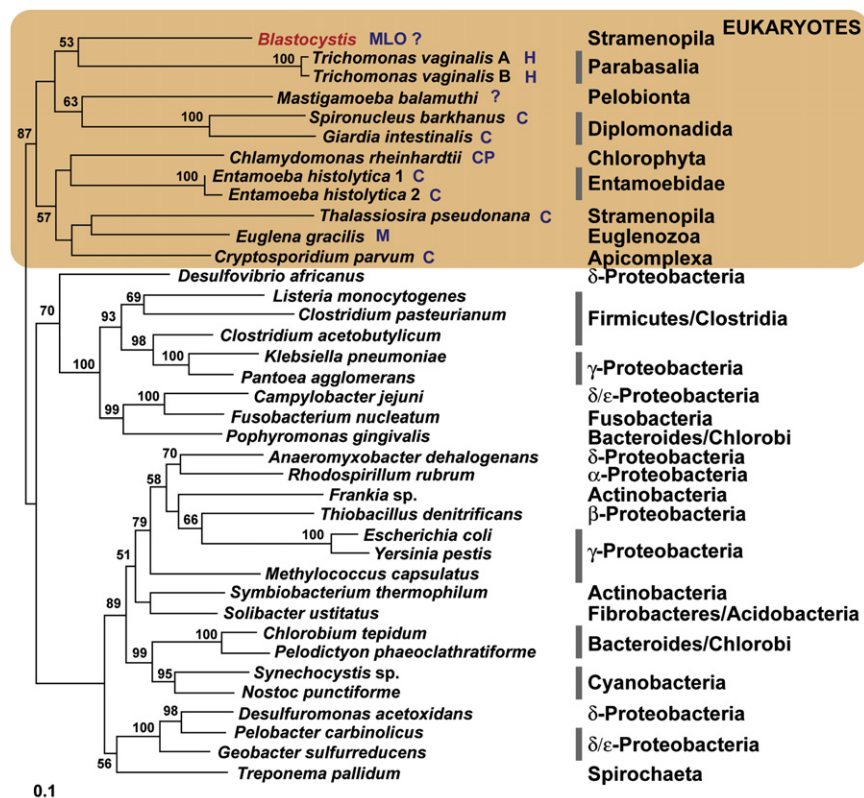 EUKARYOTES
53 Blastocystis MLO ? Stramenopila
100 Trichomonas vaginalis A H
Parabasalia
Trichomonas vaginalis B H
63 Mastigamoeba balamuthi ? Pelobionta
100 Spironucleus barkhanus C
Diplomonadida
Giardia intestinalis C
87
Chlamydomonas rheinhardtii CP Chlorophyta
100 Entamoeba histolytica 1 C
Entamoebidae
Entamoeba histolytica 2 C
57
Thalassiosira pseudonana C Stramenopila
Euglena gracilis M Euglenozoa
Cryptosporidium parvum C Apicomplexa
Desulfovibrio africanus δ-Proteobacteria
70
69 Listeria monocytogenes
93 Clostridium pasteurianum Firmicutes/Clostridia
98 Clostridium acetobutylicum
100 100 Klebsiella pneumoniae
γ-Proteobacteria
Pantoea agglomerans
100 Campylobacter jejuni δ/ε-Proteobacteria
99 Fusobacterium nucleatum Fusobacteria
Pophyromonas gingivalis Bacteroides/Chlorobi
70 Anaeromyxobacter dehalogenans δ-Proteobacteria
58 Rhodospirillum rubrum α-Proteobacteria
Frankia sp. Actinobacteria
79 66 Thiobacillus denitrificans β-Proteobacteria
100 Escherichia coli
γ-Proteobacteria
Yersinia pestis
51
Methylococcus capsulatus
Symbiobacterium thermophilum Actinobacteria
89 Solibacter ustitatus Fibrobacteres/Acidobacteria
100 Chlorobium tepidum
Bacteroides/Chlorobi
99 Pelodictyon phaeoclathratiforme
95 Synechocystis sp.
Cyanobacteria
Nostoc punctiforme
98 Desulfuromonas acetoxidans δ-Proteobacteria
100 Pelobacter carbinolicus
δ/ε-Proteobacteria
Geobacter sulfurreducens
56 Treponema pallidum Spirochaeta
0.1